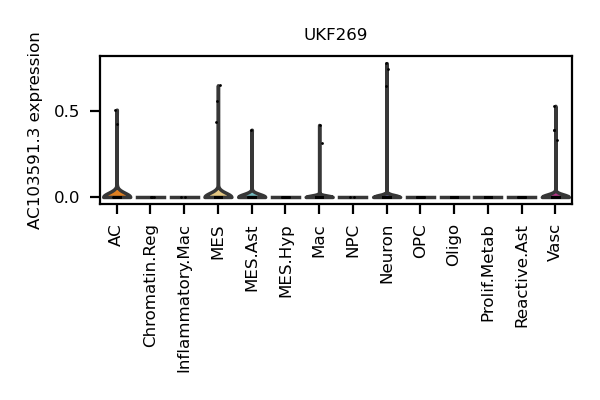 UKF269
AC103591.3 expression
0.5
0.0
AC
Chromatin.Reg
Inflammatory.Mac
MES
MES.Ast
MES.Hyp
Mac
NPC
Neuron
OPC
Oligo
Prolif.Metab
Reactive.Ast
Vasc